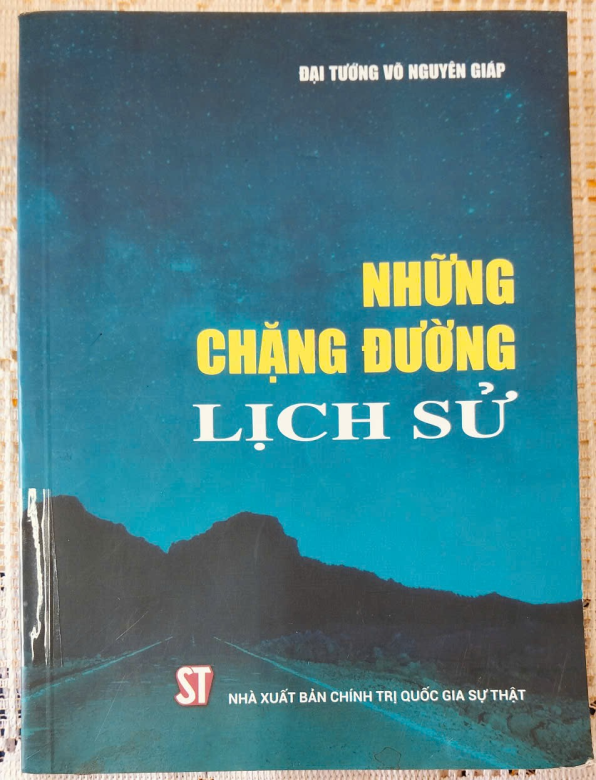 ĐẠI TƯỚNG VÕ NGUYÊN GIÁP
NHỮNG
CHẶNG ĐƯỜNG
LỊCH SỬ
ST
NHÀ XUẤT BẢN CHÍNH TRỊ QUỐC GIA SỰ THẬT